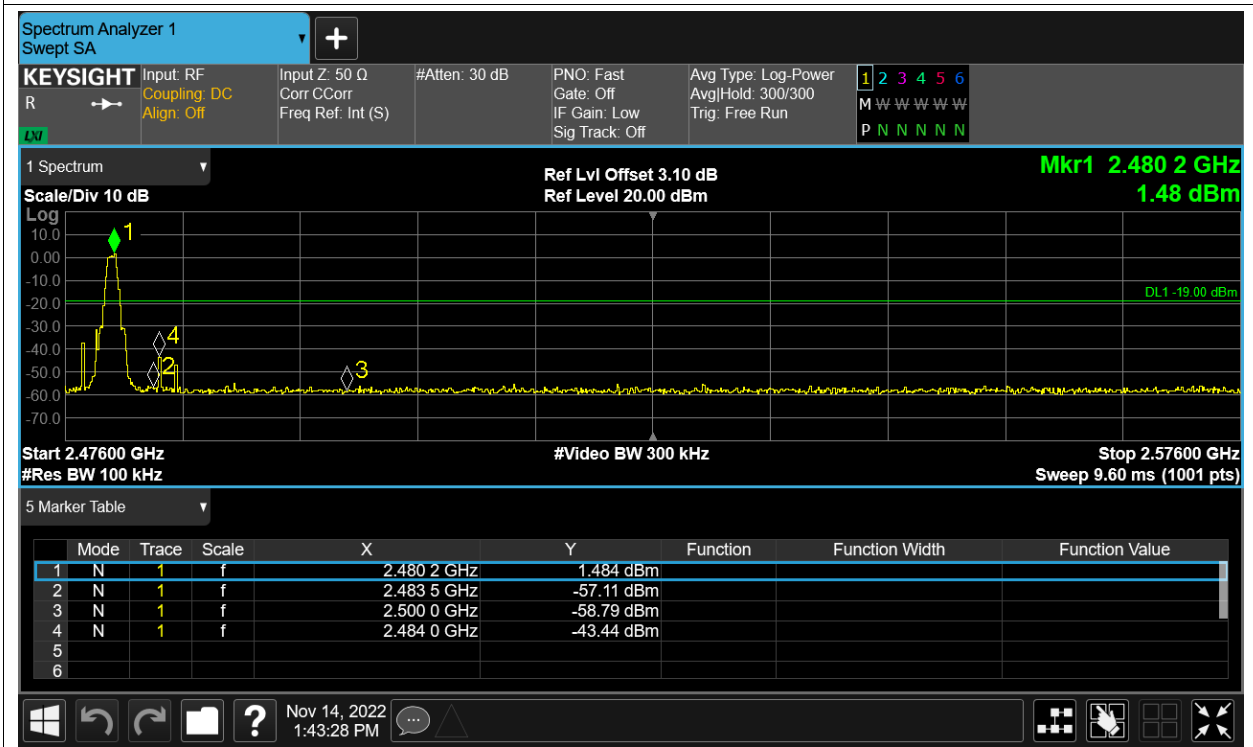 Spectrum Analyzer 1
Swept SA
KEYSIGHT
R
LXI
Input: RF
Coupling: DC
Align: Off
Input Z: 50 Ω
Corr CCorr
Freq Ref: Int (S)
#Atten: 30 dB
PNO: Fast
Gate: Off
IF Gain: Low
Sig Track: Off
Avg Type: Log-Power
Avg|Hold: 300/300
Trig: Free Run
1 2 3 4 5 6
M W W W W W
P N N N N N
1 Spectrum
Scale/Div 10 dB
Ref Lvl Offset 3.10 dB
Ref Level 20.00 dBm
Mkr1 2.480 2 GHz
1.48 dBm
Log
10.0
0.00
-10.0
-20.0
-30.0
-40.0
-50.0
-60.0
-70.0
1
4
2
3
DL1 -19.00 dBm
Start 2.47600 GHz
#Res BW 100 kHz
#Video BW 300 kHz
Stop 2.57600 GHz
Sweep 9.60 ms (1001 pts)
5 Marker Table
Mode Trace Scale X Y Function Function Width Function Value
1 N 1 f 2.480 2 GHz 1.484 dBm
2 N 1 f 2.483 5 GHz -57.11 dBm
3 N 1 f 2.500 0 GHz -58.79 dBm
4 N 1 f 2.484 0 GHz -43.44 dBm
5
6
?
Nov 14, 2022
1:43:28 PM